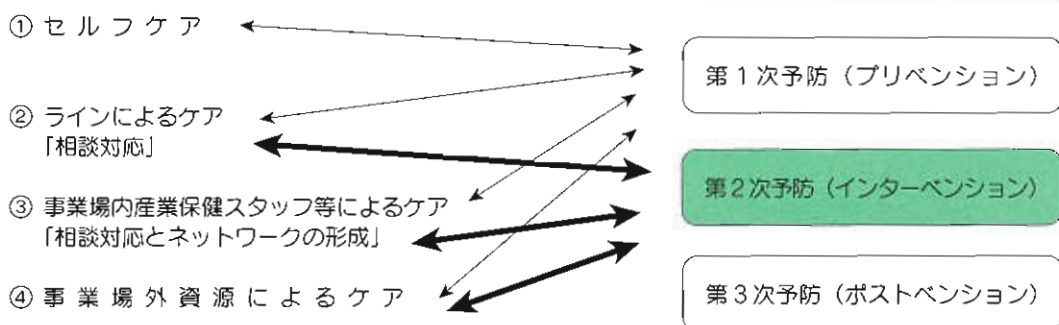 ① セルフケア
第1次予防（プリベンション）
② ラインによるケア
「相談対応」
第2次予防（インターベンション）
③ 事業場内産業保健スタッフ等によるケア
「相談対応とネットワークの形成」
④ 事業場外資源によるケア
第3次予防（ポストベンション）